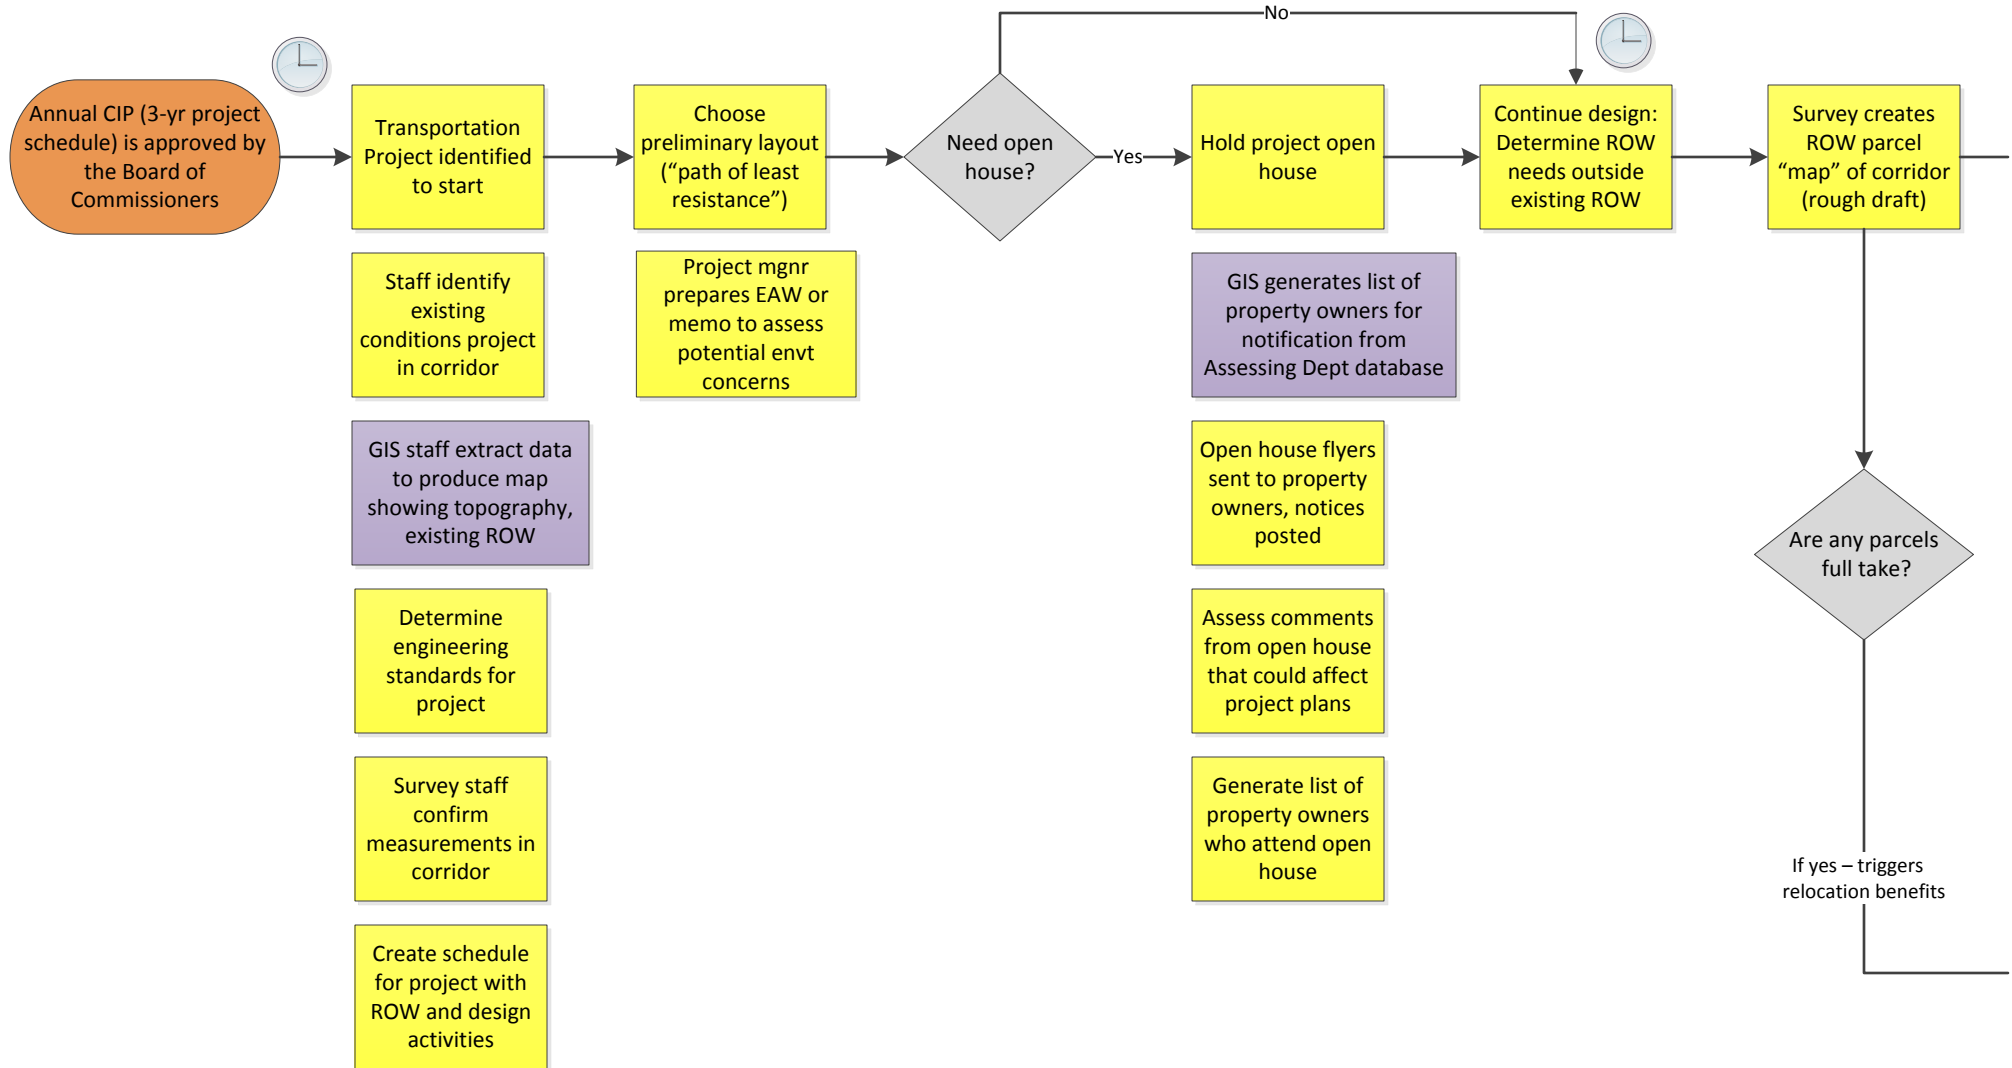 No
Annual CIP (3-yr project
schedule) is approved by
the Board of
Commissioners
Transportation
Project identified
to start
Choose
preliminary layout
(“path of least
resistance”)
Need open
house?
Yes
Hold project open
house
Continue design:
Determine ROW
needs outside
existing ROW
Survey creates
ROW parcel
“map” of corridor
(rough draft)
Staff identify
existing
conditions project
in corridor
Project mgnr
prepares EAW or
memo to assess
potential envt
concerns
GIS generates list of
property owners for
notification from
Assessing Dept database
GIS staff extract data
to produce map
showing topography,
existing ROW
Open house flyers
sent to property
owners, notices
posted
Are any parcels
full take?
Determine
engineering
standards for
project
Assess comments
from open house
that could affect
project plans
Survey staff
confirm
measurements in
corridor
Generate list of
property owners
who attend open
house
If yes – triggers
relocation benefits
Create schedule
for project with
ROW and design
activities